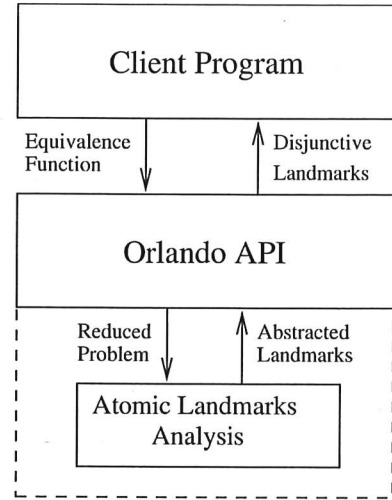 Client Program
Equivalence
Function
Disjunctive
Landmarks
Orlando API
Reduced
Problem
Abstracted
Landmarks
Atomic Landmarks
Analysis